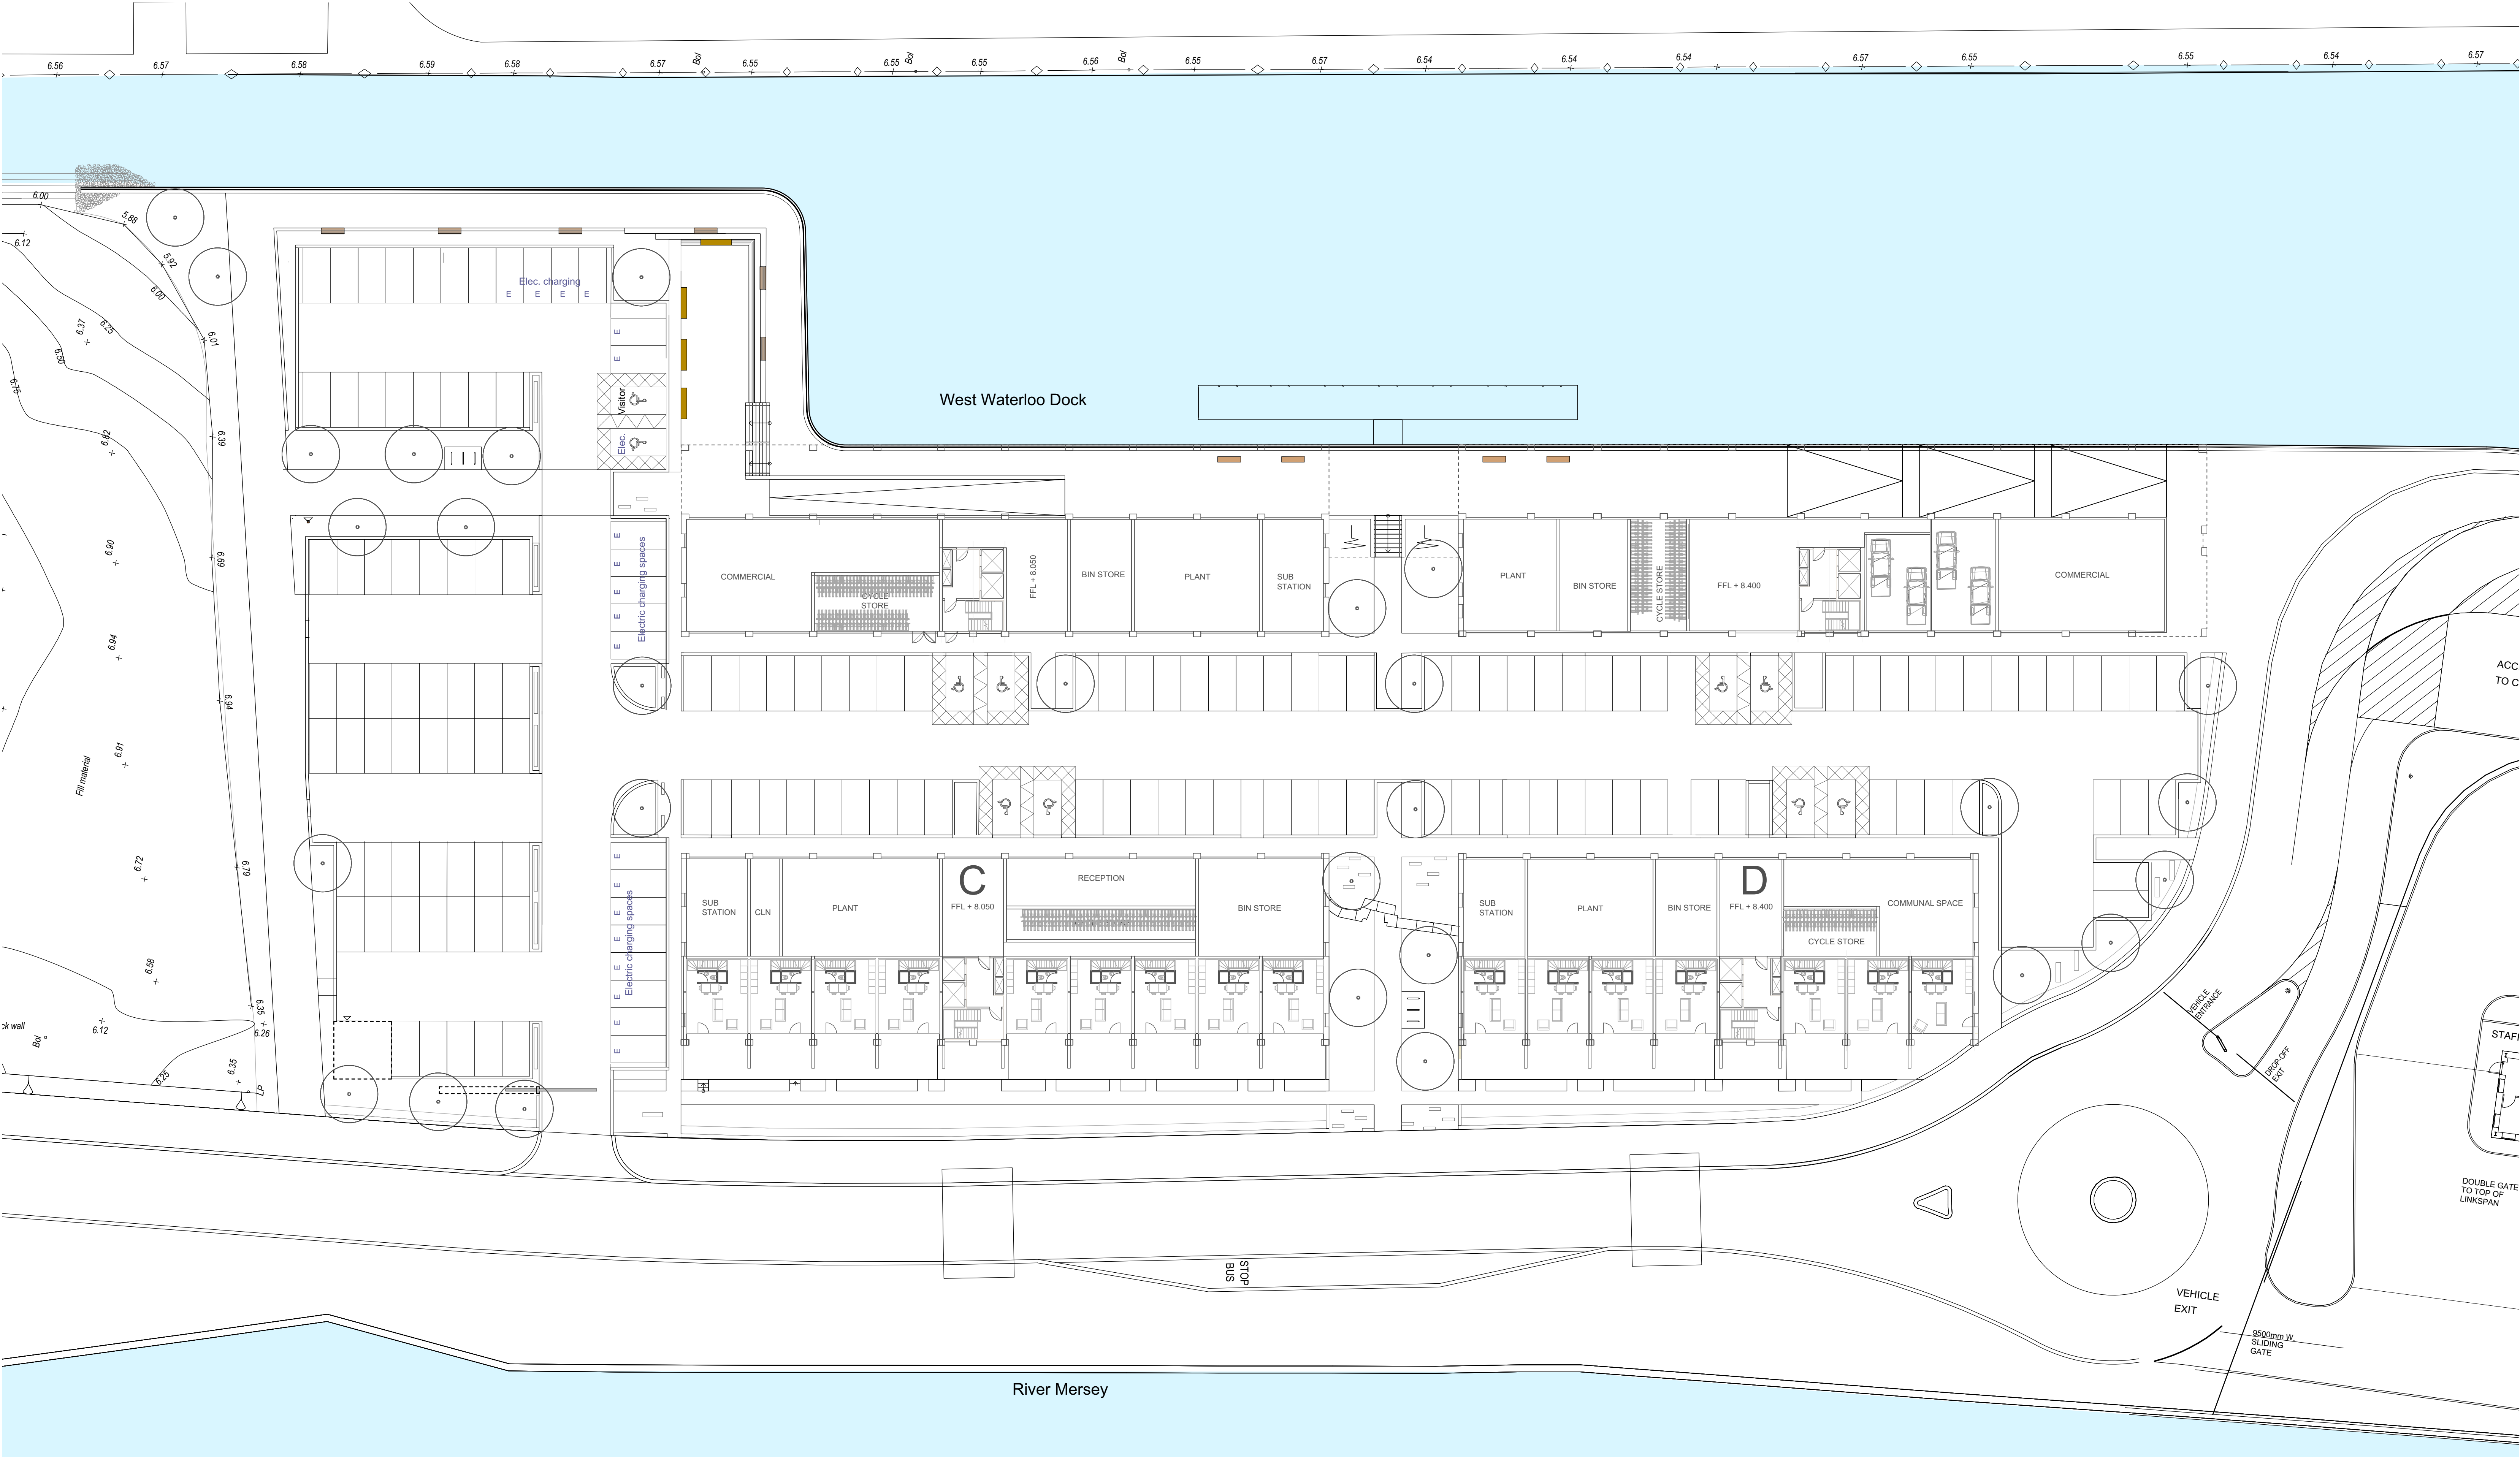 6.56
6.57
6.58
6.59
6.58
6.57
Bol
6.55
6.55
Bol
6.55
6.56
Bol
6.55
6.57
6.54
6.54
6.54
6.57
6.55
6.55
6.54
6.57
6.00
5.88
6.12
5.92
6.00
6.01
6.37
6.25
6.50
6.75
6.82
6.39
6.90
6.69
6.94
6.94
6.91
Fill material
6.72
6.79
6.58
6.35
6.26
6.12
ck wall
Bol
6.35
6.25
LP
Elec. charging
E E E E
E
E
Visitor
Elec.
West Waterloo Dock
E
E
E
E
E
Electric charging spaces
COMMERCIAL
CYCLE
STORE
FFL + 8.050
BIN STORE
PLANT
SUB
STATION
PLANT
BIN STORE
CYCLE STORE
FFL + 8.400
COMMERCIAL
ACC
TO C
E
E
E
E
E
E
E
E
Electric charging spaces
SUB
STATION
CLN
PLANT
C
FFL + 8.050
RECEPTION
BIN STORE
SUB
STATION
PLANT
BIN STORE
D
FFL + 8.400
COMMUNAL SPACE
CYCLE STORE
VEHICLE
ENTRANCE
DROP-OFF
EXIT
STAFF
DOUBLE GATE
TO TOP OF
LINKSPAN
BUS
STOP
VEHICLE
EXIT
9500mm W.
SLIDING
GATE
River Mersey